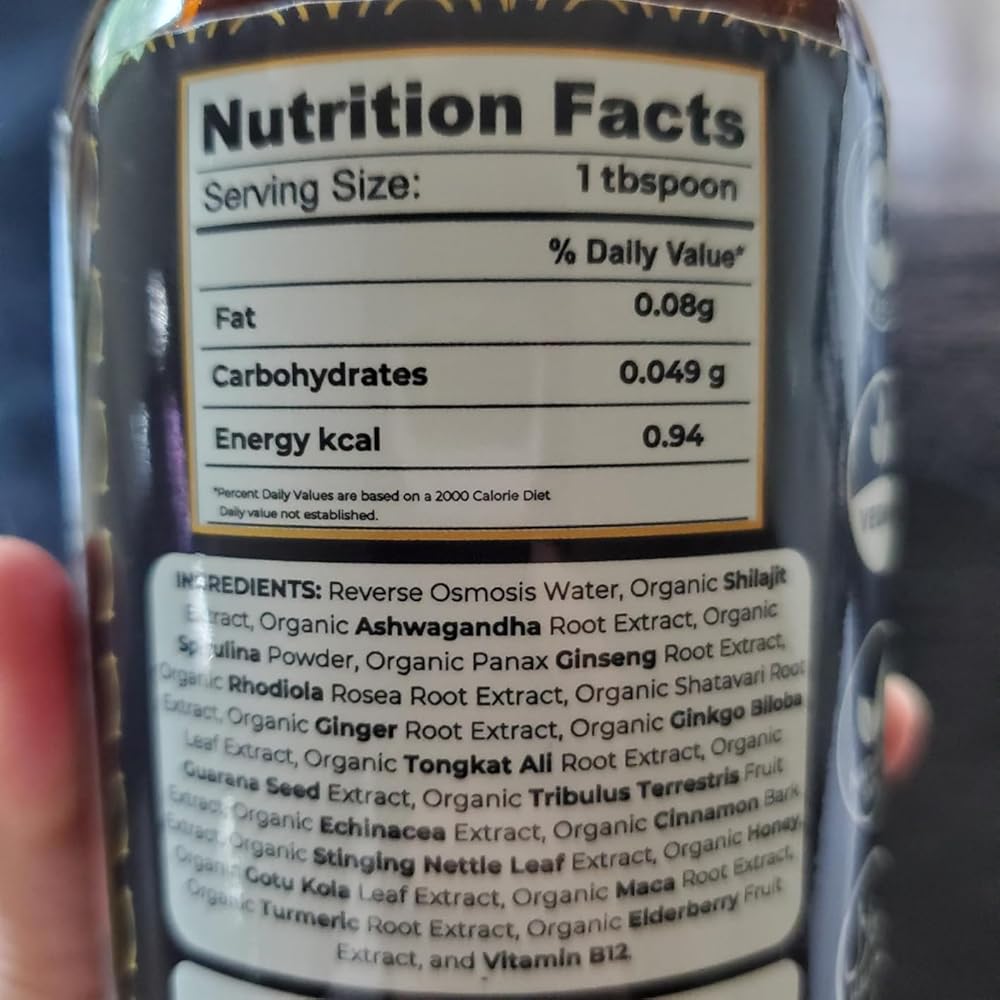 Nutrition Facts
Serving Size: 1 tbspoon
% Daily Value*
Fat 0.08g
Carbohydrates 0.049 g
Energy kcal 0.94
*Percent Daily Values are based on a 2000 Calorie Diet
Daily value not established.
INGREDIENTS: Reverse Osmosis Water, Organic Shilajit
Extract, Organic Ashwagandha Root Extract, Organic
Spirulina Powder, Organic Panax Ginseng Root Extract,
Organic Rhodiola Rosea Root Extract, Organic Shatavari Root
Extract, Organic Ginger Root Extract, Organic Ginkgo Biloba
Leaf Extract, Organic Tongkat Ali Root Extract, Organic
Guarana Seed Extract, Organic Tribulus Terrestris Fruit
Extract, Organic Echinacea Extract, Organic Cinnamon Bark
Extract, Organic Stinging Nettle Leaf Extract, Organic Honey,
Organic Gotu Kola Leaf Extract, Organic Maca Root Extract,
Organic Turmeric Root Extract, Organic Elderberry Fruit
Extract, and Vitamin B12.